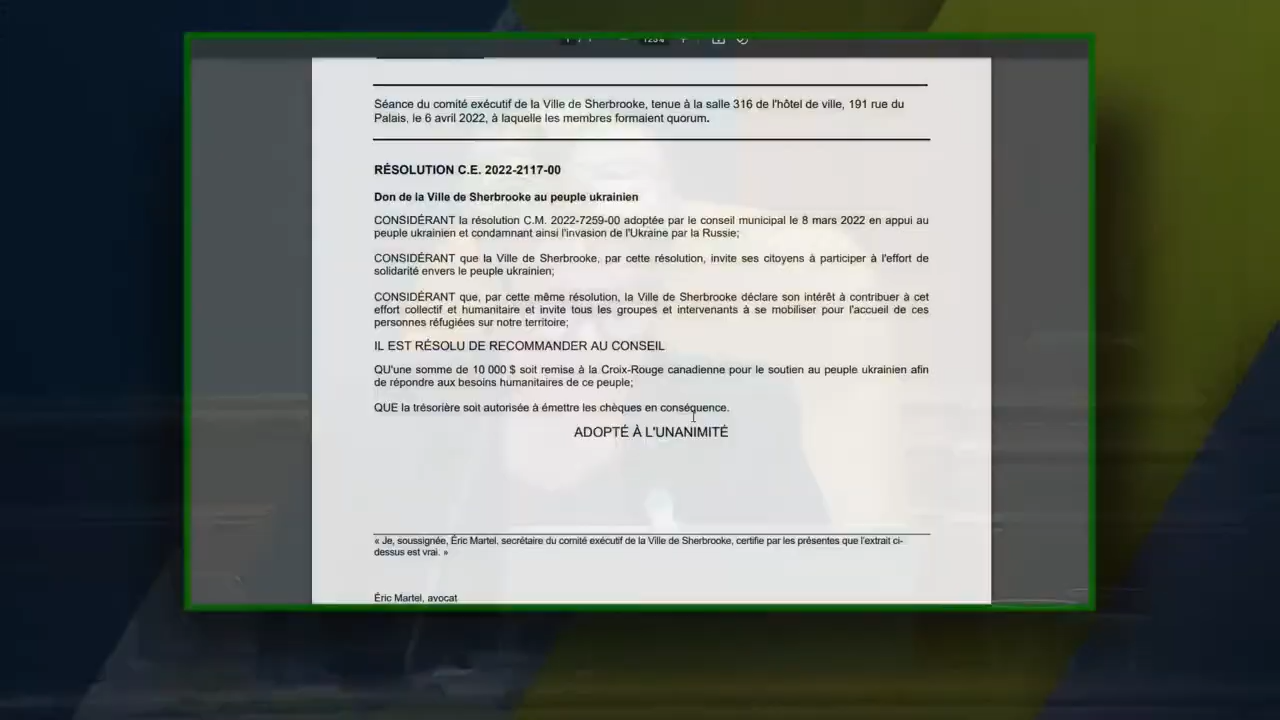 125%
Séance du comité exécutif de la Ville de Sherbrooke, tenue à la salle 316 de l'hôtel de ville, 191 rue du
Palais, le 6 avril 2022, à laquelle les membres formaient quorum.
RÉSOLUTION C.E. 2022-2117-00
Don de la Ville de Sherbrooke au peuple ukrainien
CONSIDÉRANT la résolution C.M. 2022-7259-00 adoptée par le conseil municipal le 8 mars 2022 en appui au
peuple ukrainien et condamnant ainsi l'invasion de l'Ukraine par la Russie;
CONSIDÉRANT que la Ville de Sherbrooke, par cette résolution, invite ses citoyens à participer à l'effort de
solidarité envers le peuple ukrainien;
CONSIDÉRANT que, par cette même résolution, la Ville de Sherbrooke déclare son intérêt à contribuer à cet
effort collectif et humanitaire et invite tous les groupes et intervenants à se mobiliser pour l'accueil de ces
personnes réfugiées sur notre territoire;
IL EST RÉSOLU DE RECOMMANDER AU CONSEIL
QU'une somme de 10 000 $ soit remise à la Croix-Rouge canadienne pour le soutien au peuple ukrainien afin
de répondre aux besoins humanitaires de ce peuple;
QUE la trésorière soit autorisée à émettre les chèques en conséquence.
ADOPTÉ À L'UNANIMITÉ
« Je, soussignée, Éric Martel, secrétaire du comité exécutif de la Ville de Sherbrooke, certifie par les présentes que l'extrait ci-
dessus est vrai. »
Éric Martel, avocat